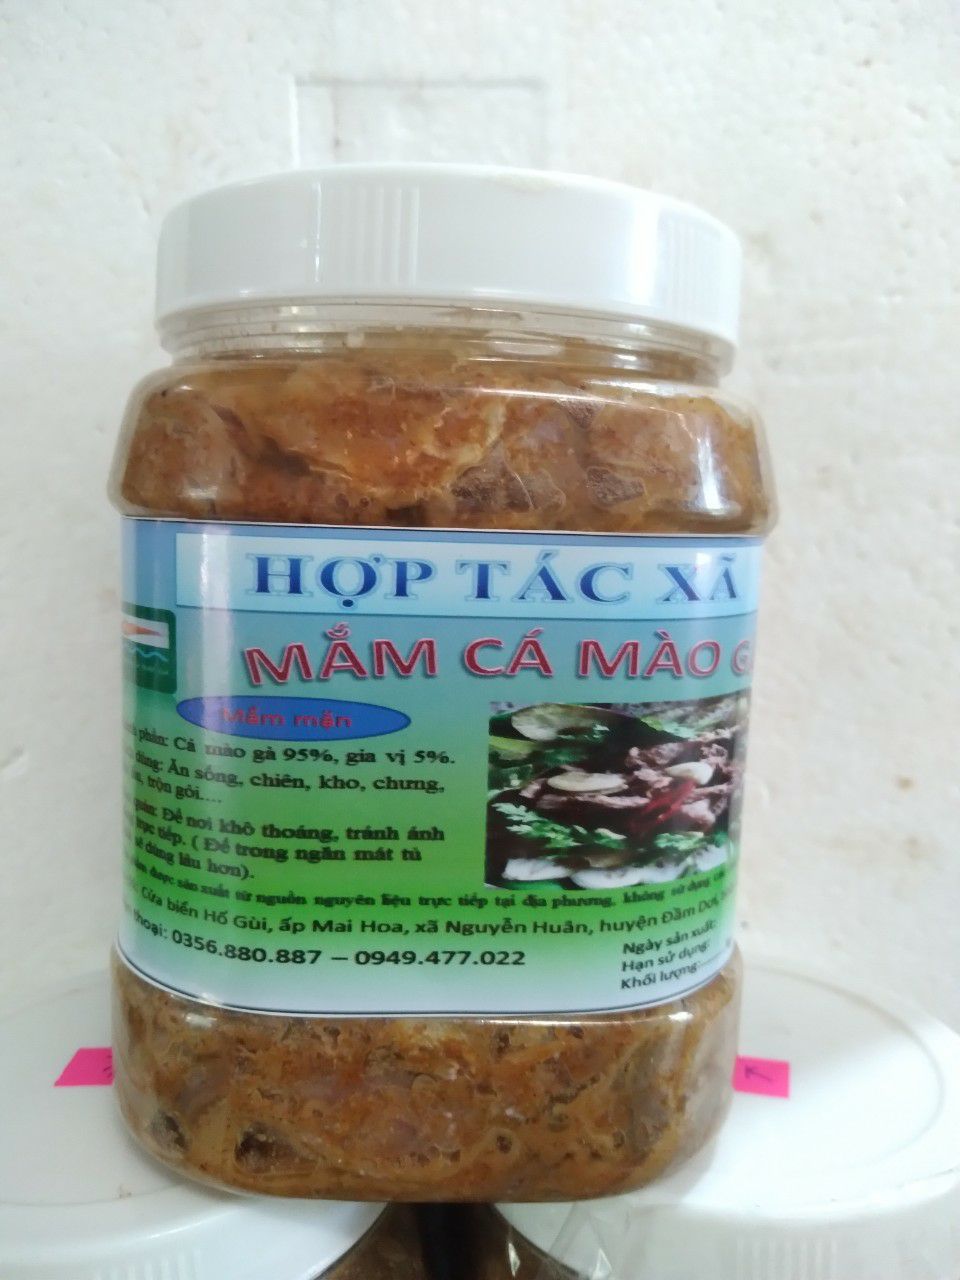 HỢP TÁC XÃ
MẮM CÁ MÀO
Mắm mặn
phần: Cá mào gà 95%, gia vị 5%.
dùng: Ăn sống, chiên, kho, chưng,
trộn gỏi....
quản: Để nơi khô thoáng, tránh ánh
trực tiếp. ( Để trong ngăn mát tủ
dùng lâu hơn).
được sản xuất từ nguồn nguyên liệu trực tiếp tại địa phương, không sử dụng
Cửa biển Hố Gùi, ấp Mai Hoa, xã Nguyễn Huân, huyện Đầm Dơi,
thoại: 0356.880.887 – 0949.477.022
Ngày sản xuất:
Hạn sử dụng:
Khối lượng:.......